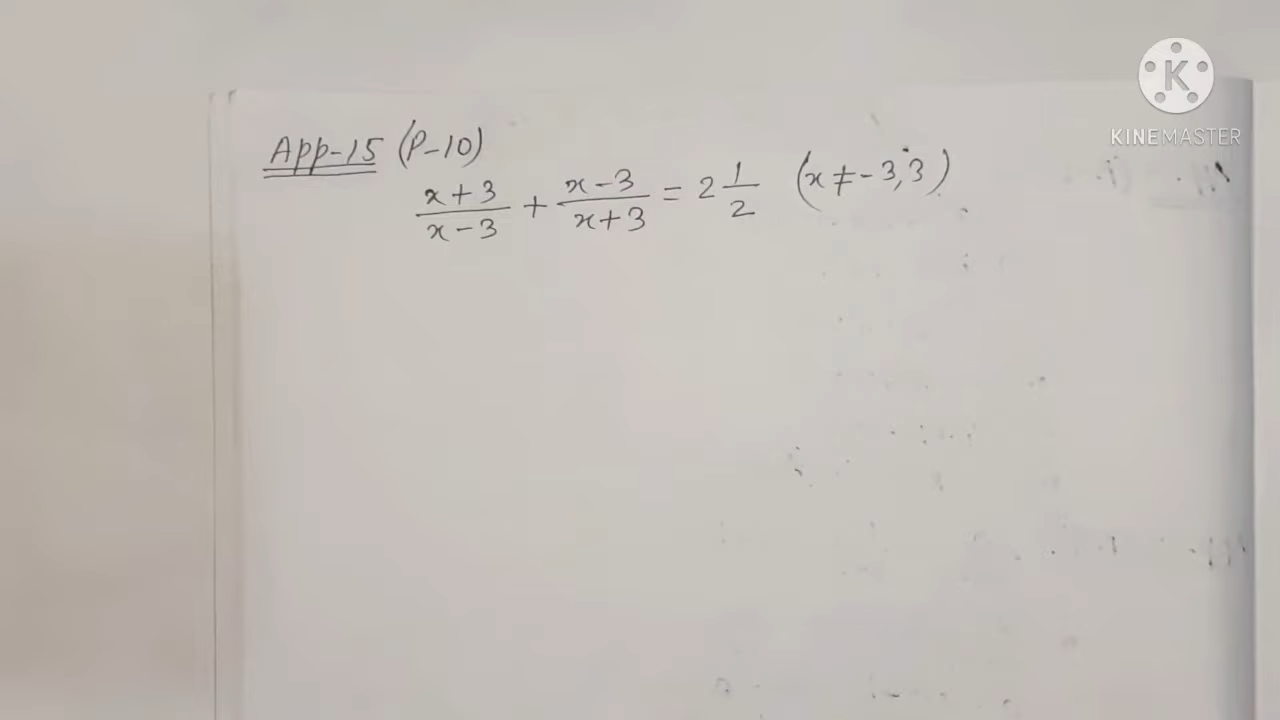 App-15 (P-10)
x+3/x-3 + x-3/x+3 = 2 1/2 (x≠-3,3)
K
KINEMASTER